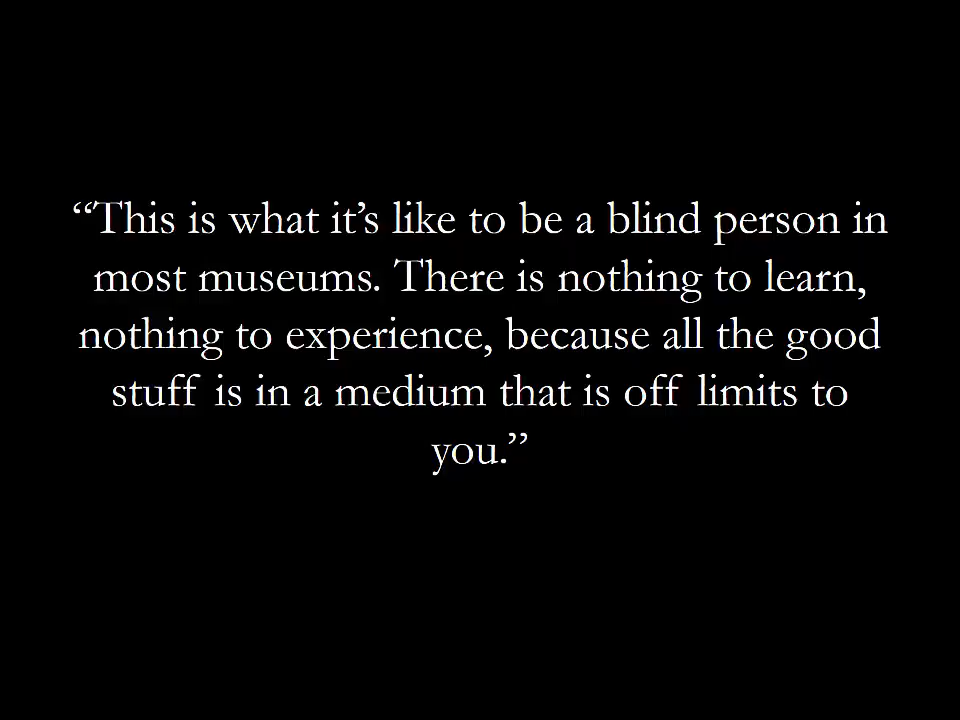 “This is what it’s like to be a blind person in
most museums. There is nothing to learn,
nothing to experience, because all the good
stuff is in a medium that is off limits to
you.”